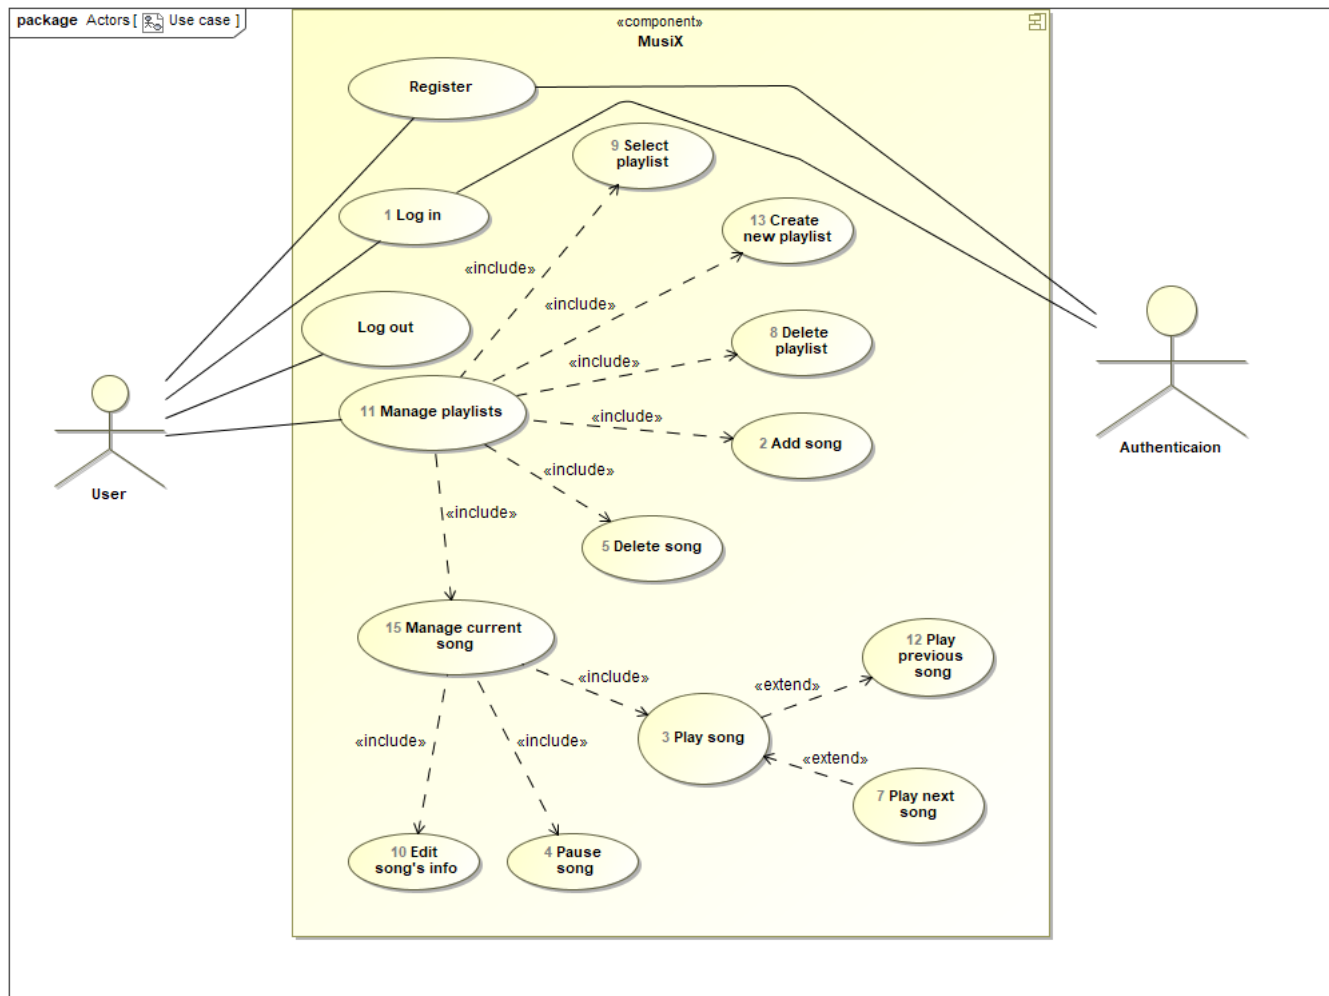 package Actors [ Use case ]
«component»
MusiX
Register
9 Select
playlist
1 Log in
13 Create
new playlist
«include»
«include»
Log out
8 Delete
playlist
«include»
11 Manage playlists
«include»
2 Add song
User
Authenticaion
«include»
«include»
5 Delete song
15 Manage current
song
12 Play
previous
song
«include»
«extend»
3 Play song
«include»
«include»
«extend»
7 Play next
song
10 Edit
song's info
4 Pause
song